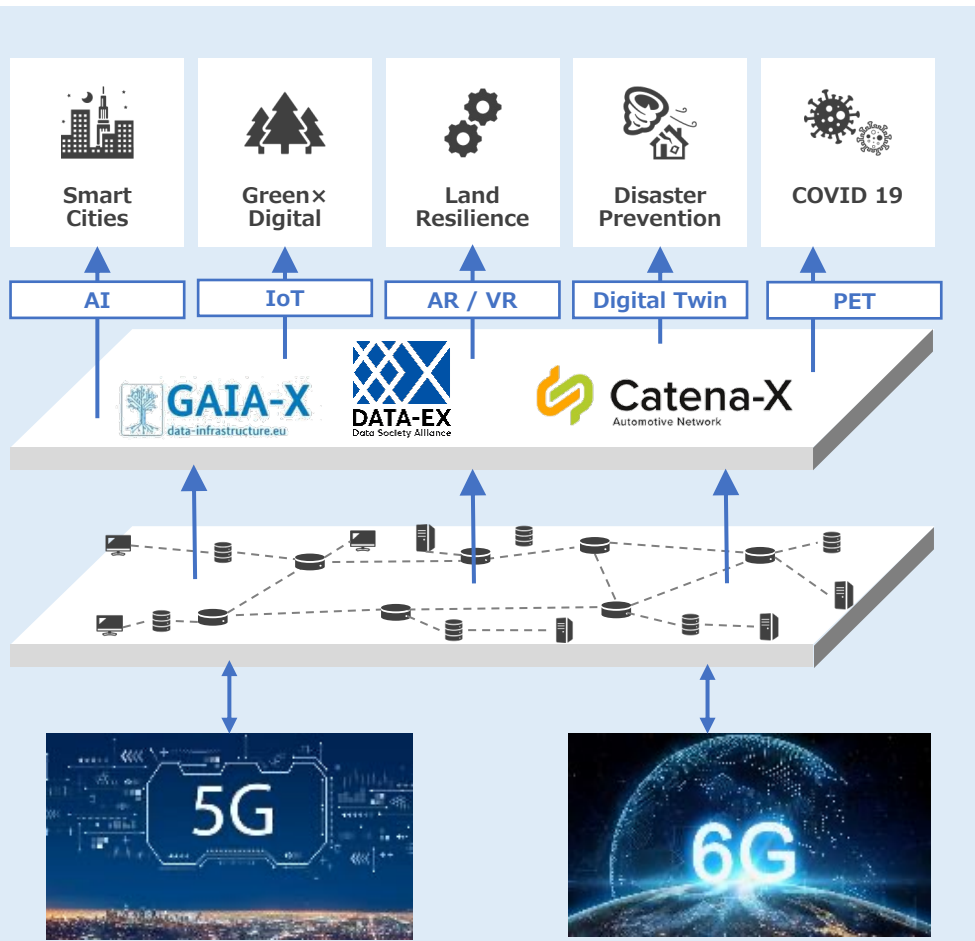 Smart
Cities
Green×
Digital
Land
Resilience
Disaster
Prevention
COVID 19
AI
IoT
AR / VR
Digital Twin
PET
GAIA-X
data-infrastructure.eu
DATA-EX
Data Society Alliance
Catena-X
Automotive Network
5G
6G